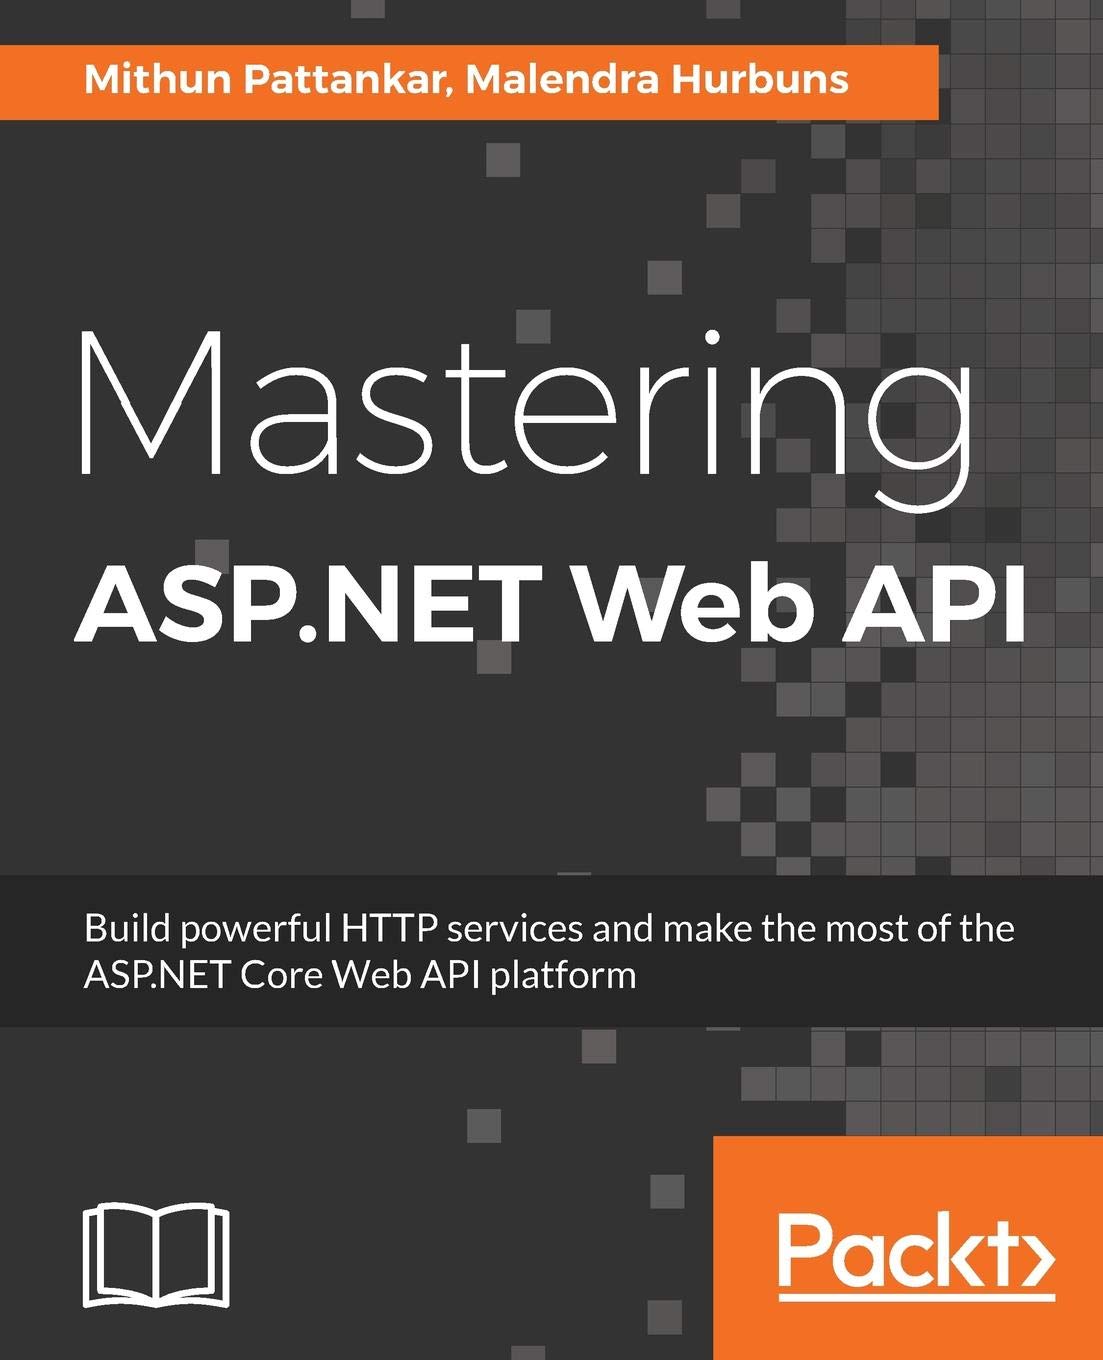 Mithun Pattankar, Malendra Hurbuns
Mastering
ASP.NET Web API
Build powerful HTTP services and make the most of the
ASP.NET Core Web API platform
Packt